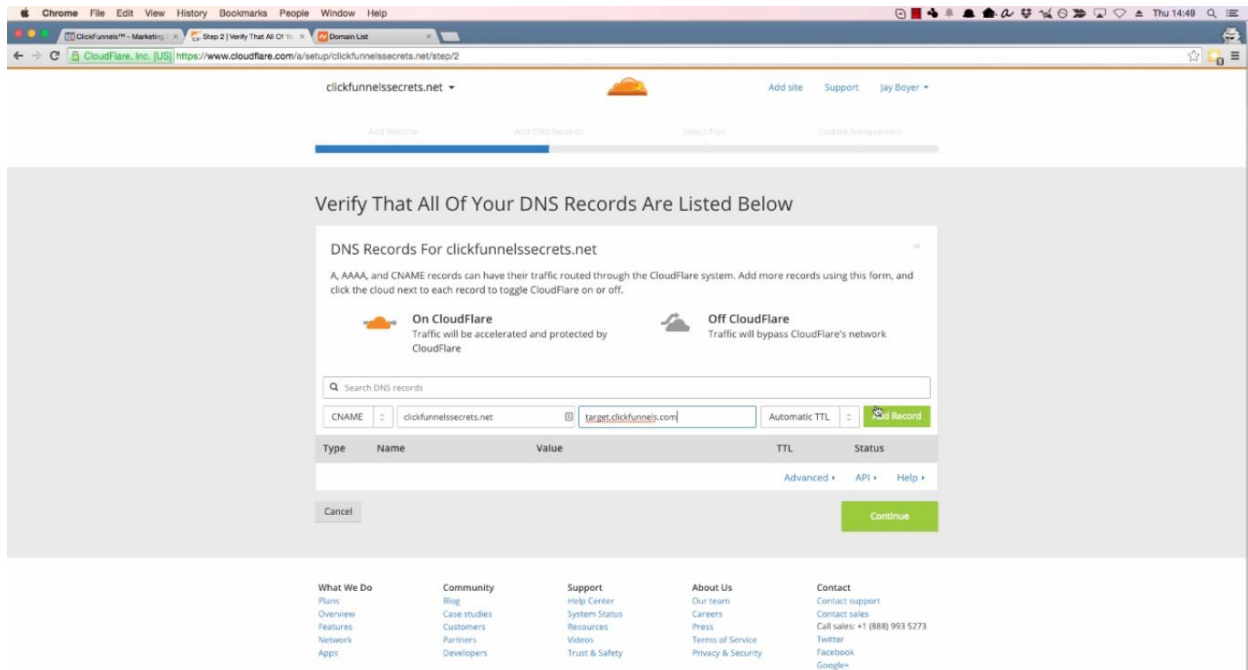 Chrome File Edit View History Bookmarks People Window Help Thu 14:49
ClickFunnels™ - Marketing Step 2 | Verify That All Of Yo Domain List
CloudFlare, Inc. [US] https://www.cloudflare.com/a/setup/clickfunnelssecrets.net/step/2
clickfunnelssecrets.net Add site Support Jay Boyer
Add Website Add DNS Records Select Plan Update Nameservers
Verify That All Of Your DNS Records Are Listed Below
DNS Records For clickfunnelssecrets.net
A, AAAA, and CNAME records can have their traffic routed through the CloudFlare system. Add more records using this form, and
click the cloud next to each record to toggle CloudFlare on or off.
On CloudFlare
Traffic will be accelerated and protected by
CloudFlare
Off CloudFlare
Traffic will bypass CloudFlare's network
Search DNS records
CNAME clickfunnelssecrets.net target.clickfunnels.com Automatic TTL Add Record
Type Name Value TTL Status
Advanced API Help
Cancel Continue
What We Do Community Support About Us Contact
Plans Blog Help Center Our team Contact support
Overview Case studies System Status Careers Contact sales
Features Customers Resources Press Call sales: +1 (888) 993 5273
Network Partners Videos Terms of Service Twitter
Apps Developers Trust & Safety Privacy & Security Facebook
Google+